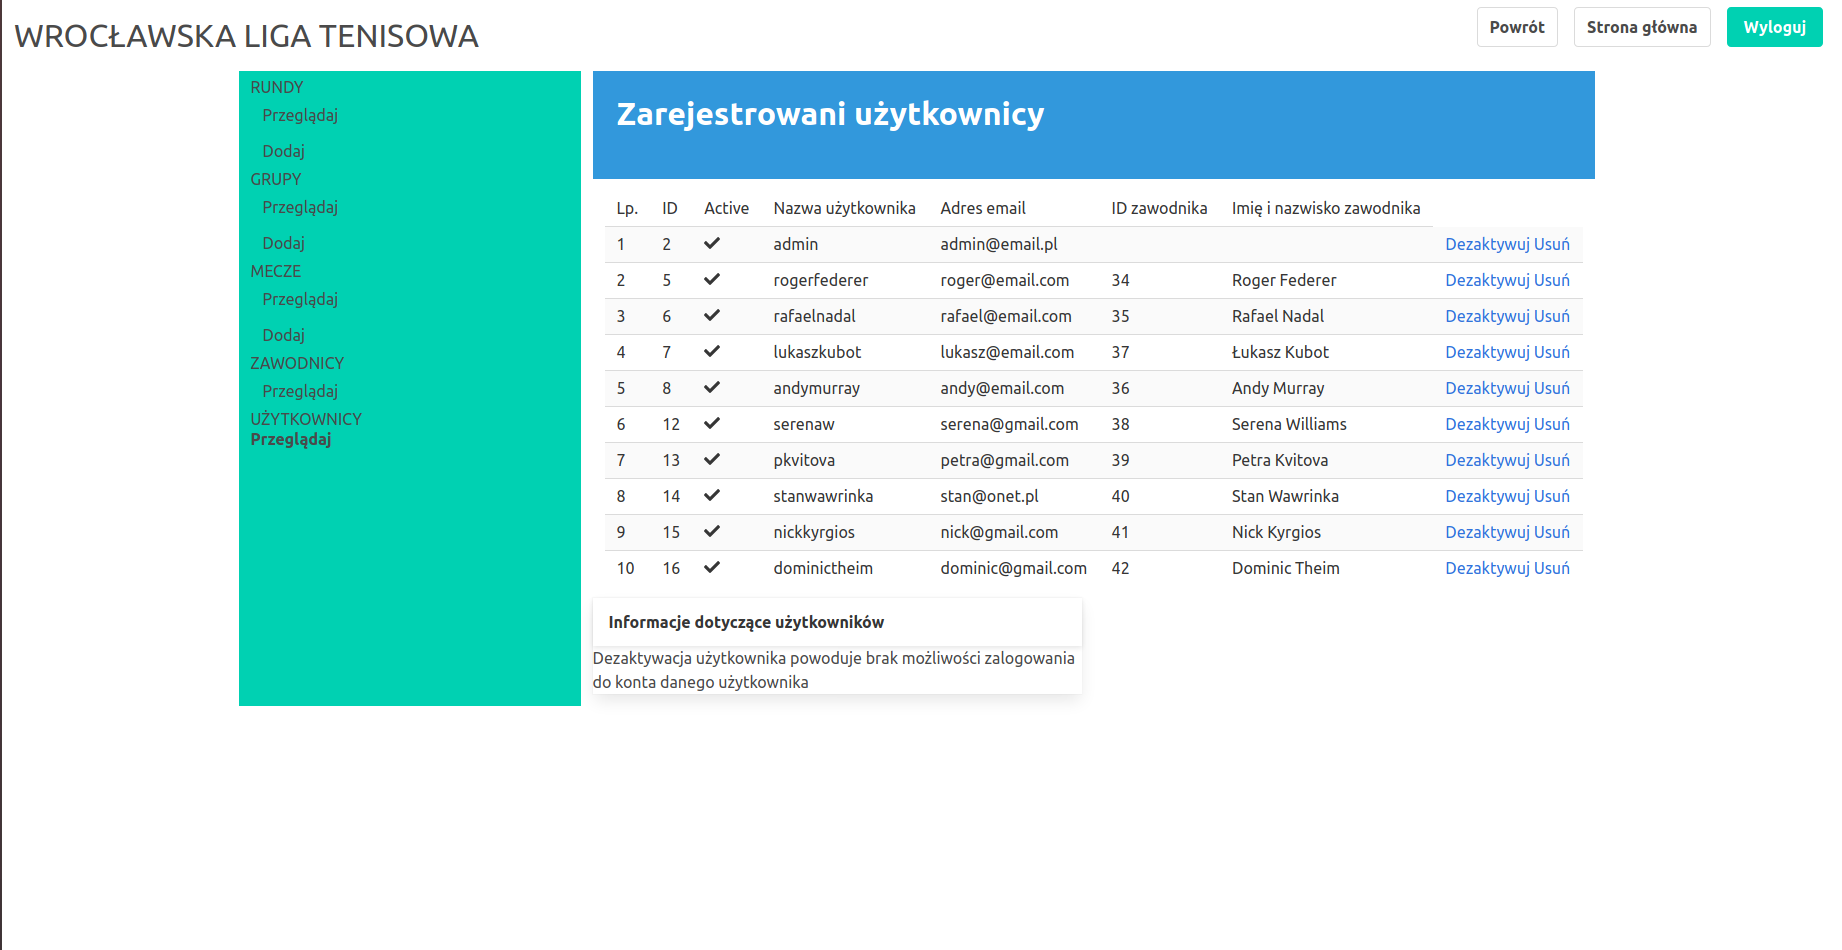 WROCŁAWSKA LIGA TENISOWA
Powrót Strona główna Wyloguj
RUNDY
Przeglądaj
Dodaj
GRUPY
Przeglądaj
Dodaj
MECZE
Przeglądaj
Dodaj
ZAWODNICY
Przeglądaj
UŻYTKOWNICY
Przeglądaj
Zarejestrowani użytkownicy
Lp. ID Active Nazwa użytkownika Adres email ID zawodnika Imię i nazwisko zawodnika
1 2 ✔ admin admin@email.pl Dezaktywuj Usuń
2 5 ✔ rogerfederer roger@email.com 34 Roger Federer Dezaktywuj Usuń
3 6 ✔ rafaelnadal rafael@email.com 35 Rafael Nadal Dezaktywuj Usuń
4 7 ✔ lukaszkubot lukasz@email.com 37 Łukasz Kubot Dezaktywuj Usuń
5 8 ✔ andymurray andy@email.com 36 Andy Murray Dezaktywuj Usuń
6 12 ✔ serenaw serena@gmail.com 38 Serena Williams Dezaktywuj Usuń
7 13 ✔ pkvitova petra@gmail.com 39 Petra Kvitova Dezaktywuj Usuń
8 14 ✔ stanwawrinka stan@onet.pl 40 Stan Wawrinka Dezaktywuj Usuń
9 15 ✔ nickkyrgios nick@gmail.com 41 Nick Kyrgios Dezaktywuj Usuń
10 16 ✔ dominictheim dominic@gmail.com 42 Dominic Theim Dezaktywuj Usuń
Informacje dotyczące użytkowników
Dezaktywacja użytkownika powoduje brak możliwości zalogowania
do konta danego użytkownika